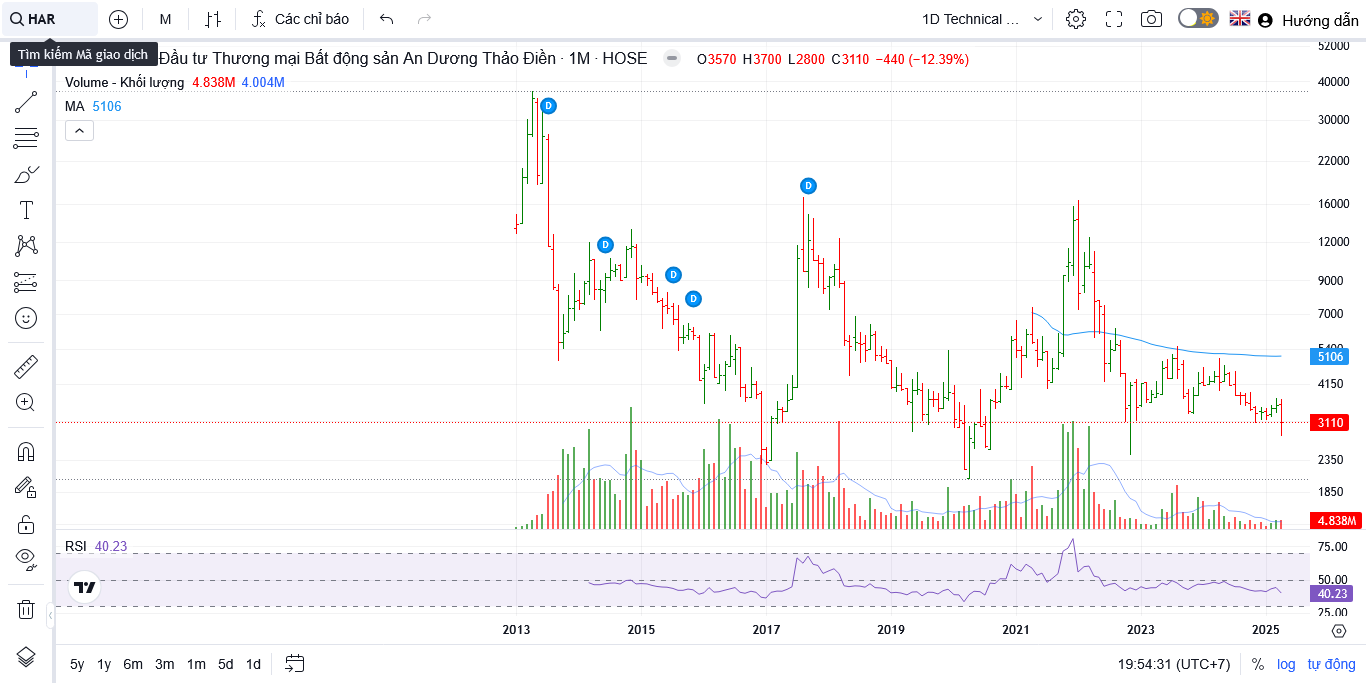 HAR
M
Các chỉ báo
1D Technical ...
Hướng dẫn
Tìm kiếm Mã giao dịch
Đầu tư Thương mại Bất động sản An Dương Thảo Điền · 1M · HOSE
O3570 H3700 L2800 C3110 −440 (−12.39%)
Volume - Khối lượng 4.838M 4.004M
MA 5106
D
D
D
D
D
52000
40000
30000
22000
16000
12000
9000
7000
5400
5106
4150
3110
2350
1850
4.838M
RSI 40.23
75.00
50.00
40.23
25.00
2013 2015 2017 2019 2021 2023 2025
5y 1y 6m 3m 1m 5d 1d
19:54:31 (UTC+7) % log tự động